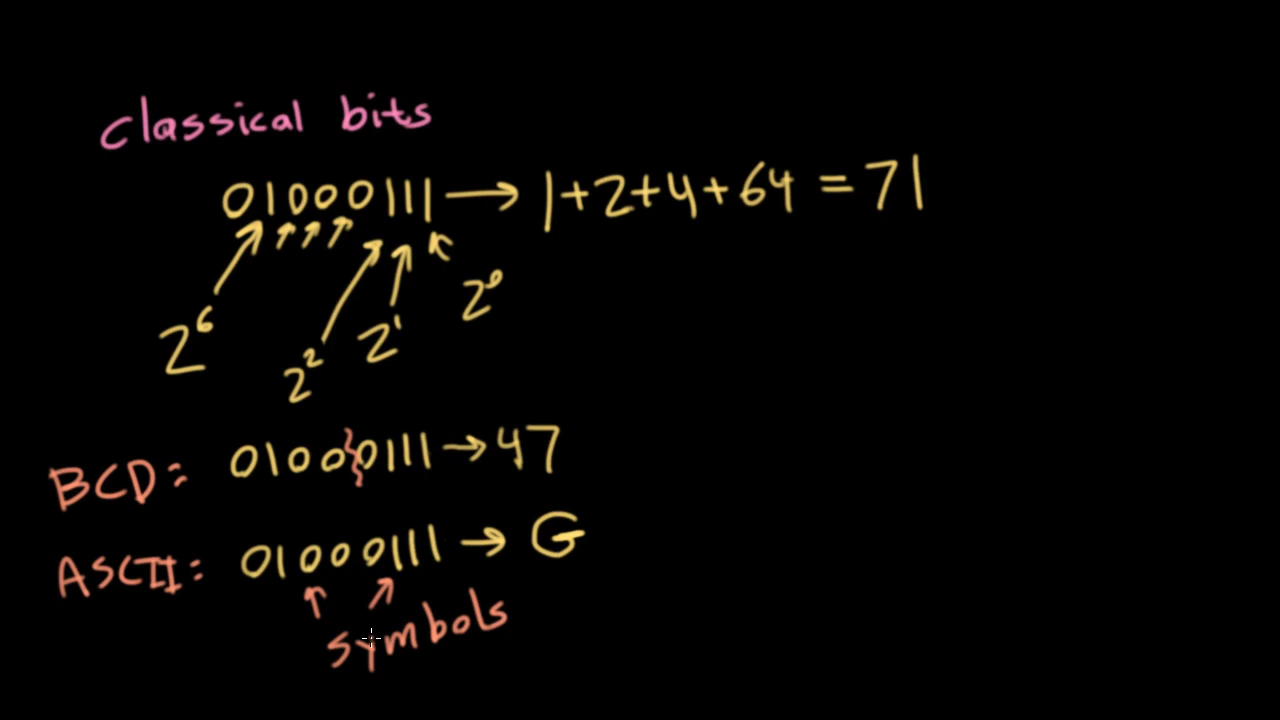 classical bits
01000111 → 1+2+4+64 = 71
2^6 2^2 2^1 2^0
BCD: 0100}0111 → 47
ASCII: 01000111 → G
symbols